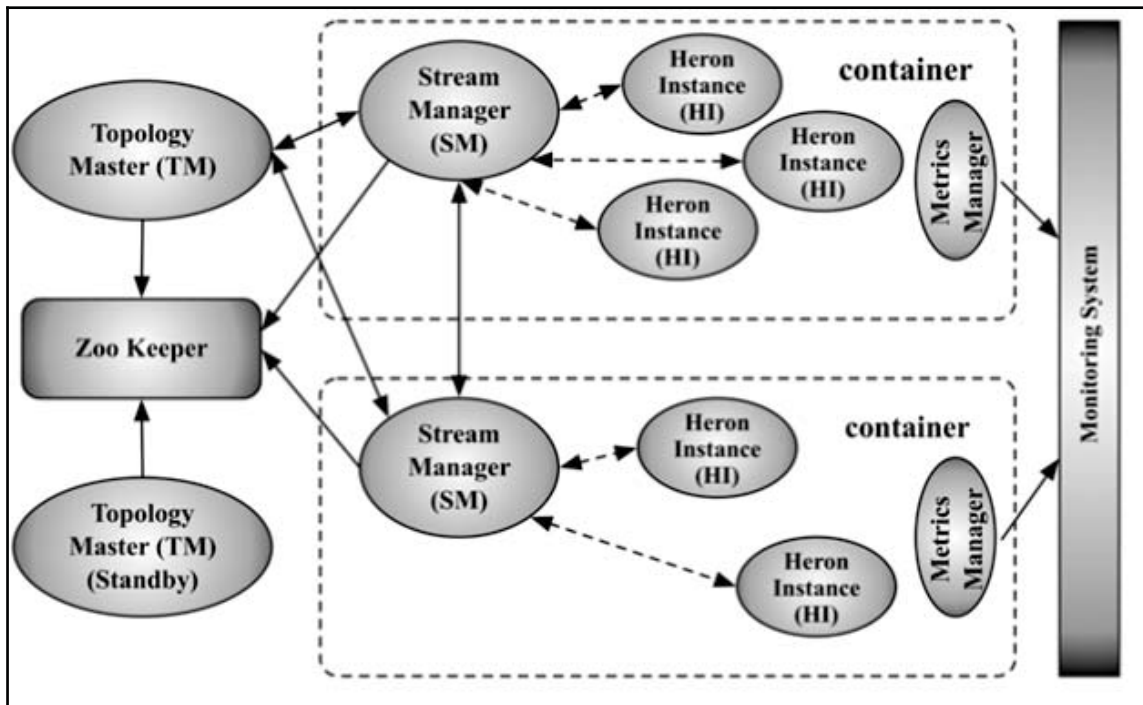 Topology
Master (TM)
Zoo Keeper
Topology
Master (TM)
(Standby)
Stream
Manager
(SM)
Heron
Instance
(HI)
Heron
Instance
(HI)
Heron
Instance
(HI)
container
Metrics
Manager
Stream
Manager
(SM)
Heron
Instance
(HI)
Heron
Instance
(HI)
container
Metrics
Manager
Monitoring System